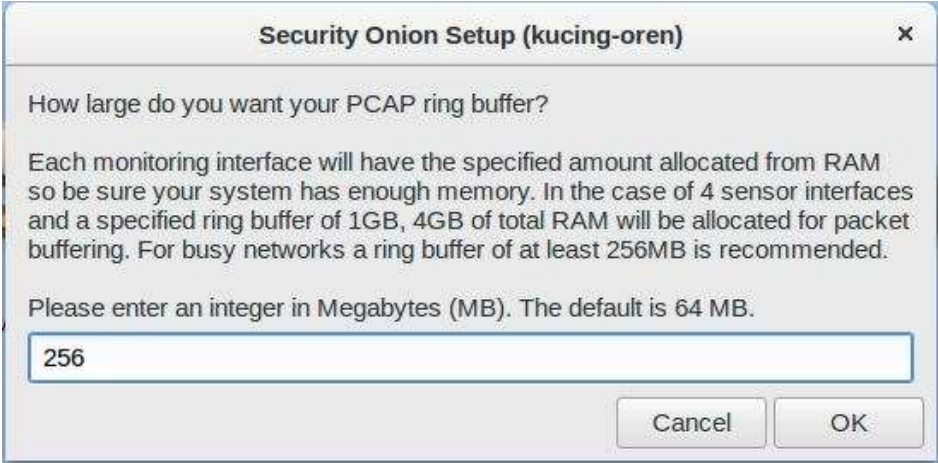 Security Onion Setup (kucing-oren)
How large do you want your PCAP ring buffer?
Each monitoring interface will have the specified amount allocated from RAM
so be sure your system has enough memory. In the case of 4 sensor interfaces
and a specified ring buffer of 1GB, 4GB of total RAM will be allocated for packet
buffering. For busy networks a ring buffer of at least 256MB is recommended.
Please enter an integer in Megabytes (MB). The default is 64 MB.
256
Cancel OK